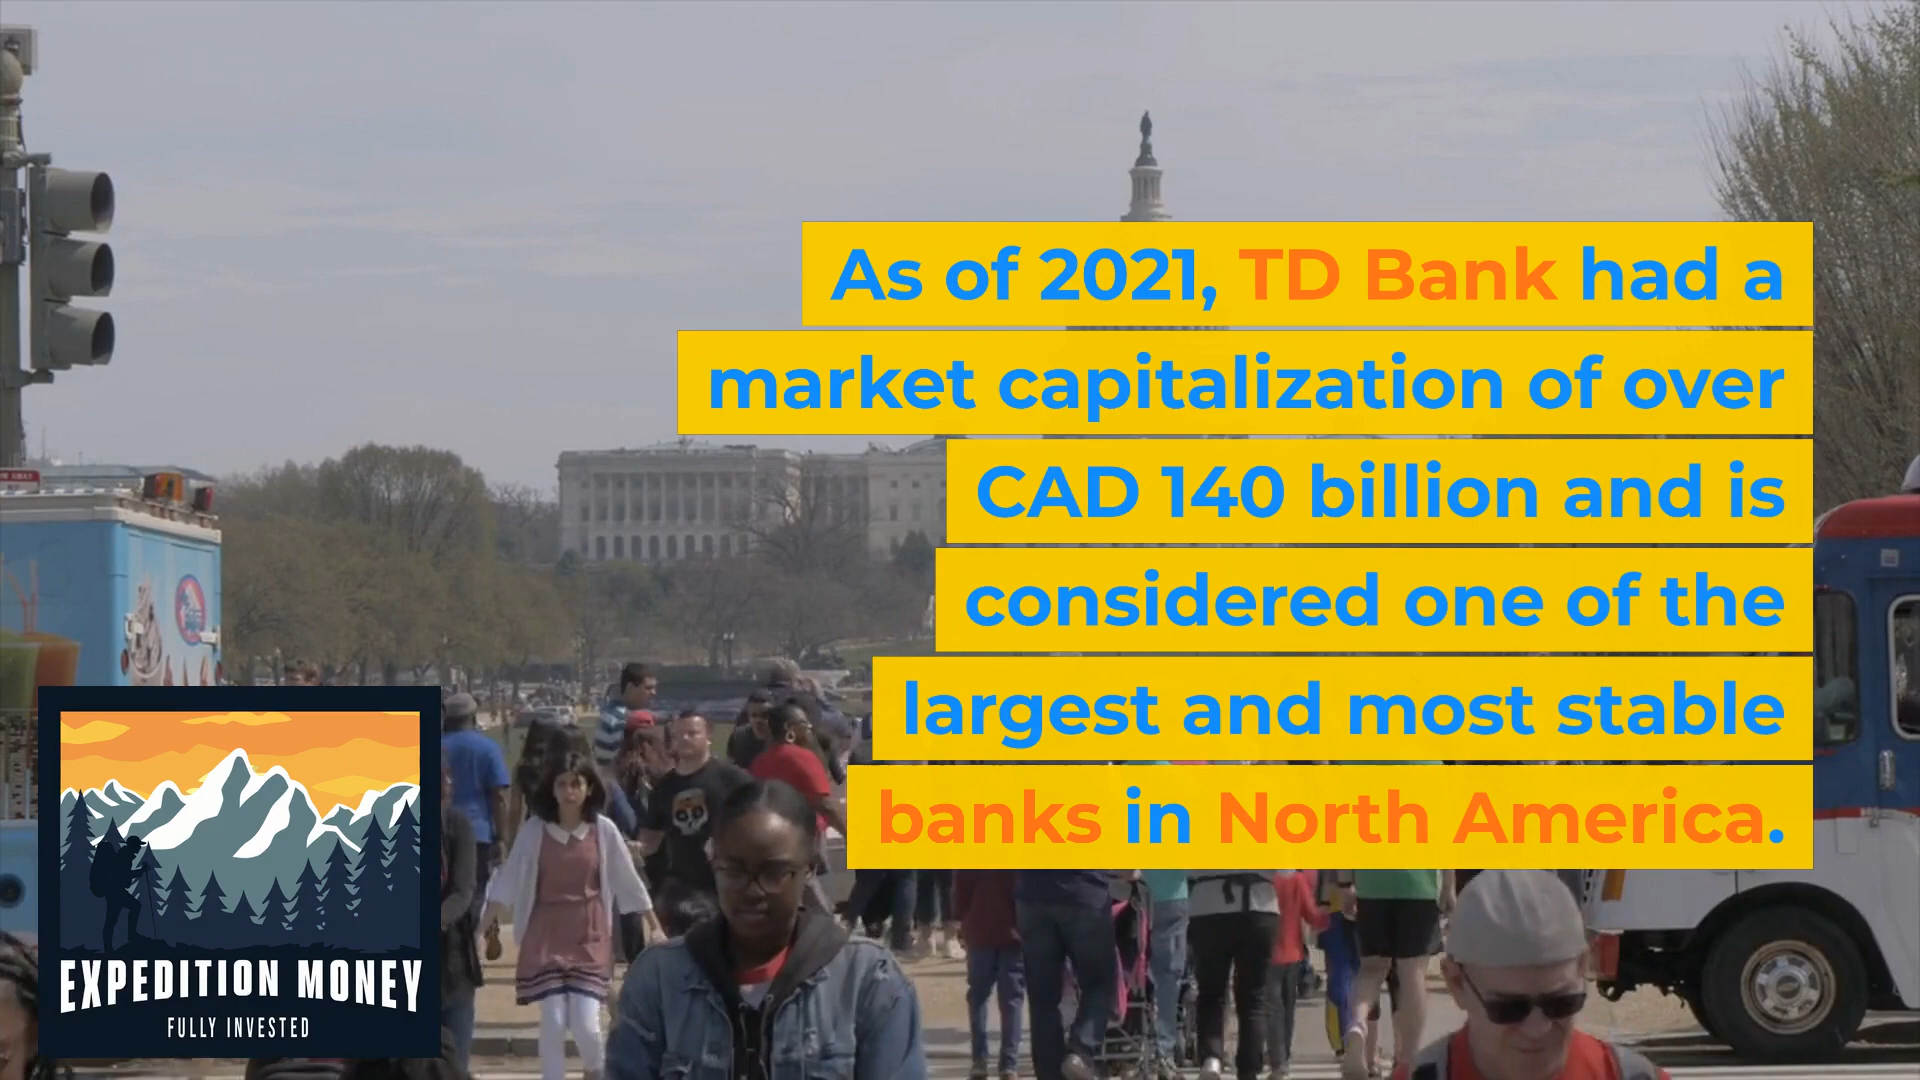 As of 2021, TD Bank had a
market capitalization of over
CAD 140 billion and is
considered one of the
largest and most stable
banks in North America.
EXPEDITION MONEY
FULLY INVESTED